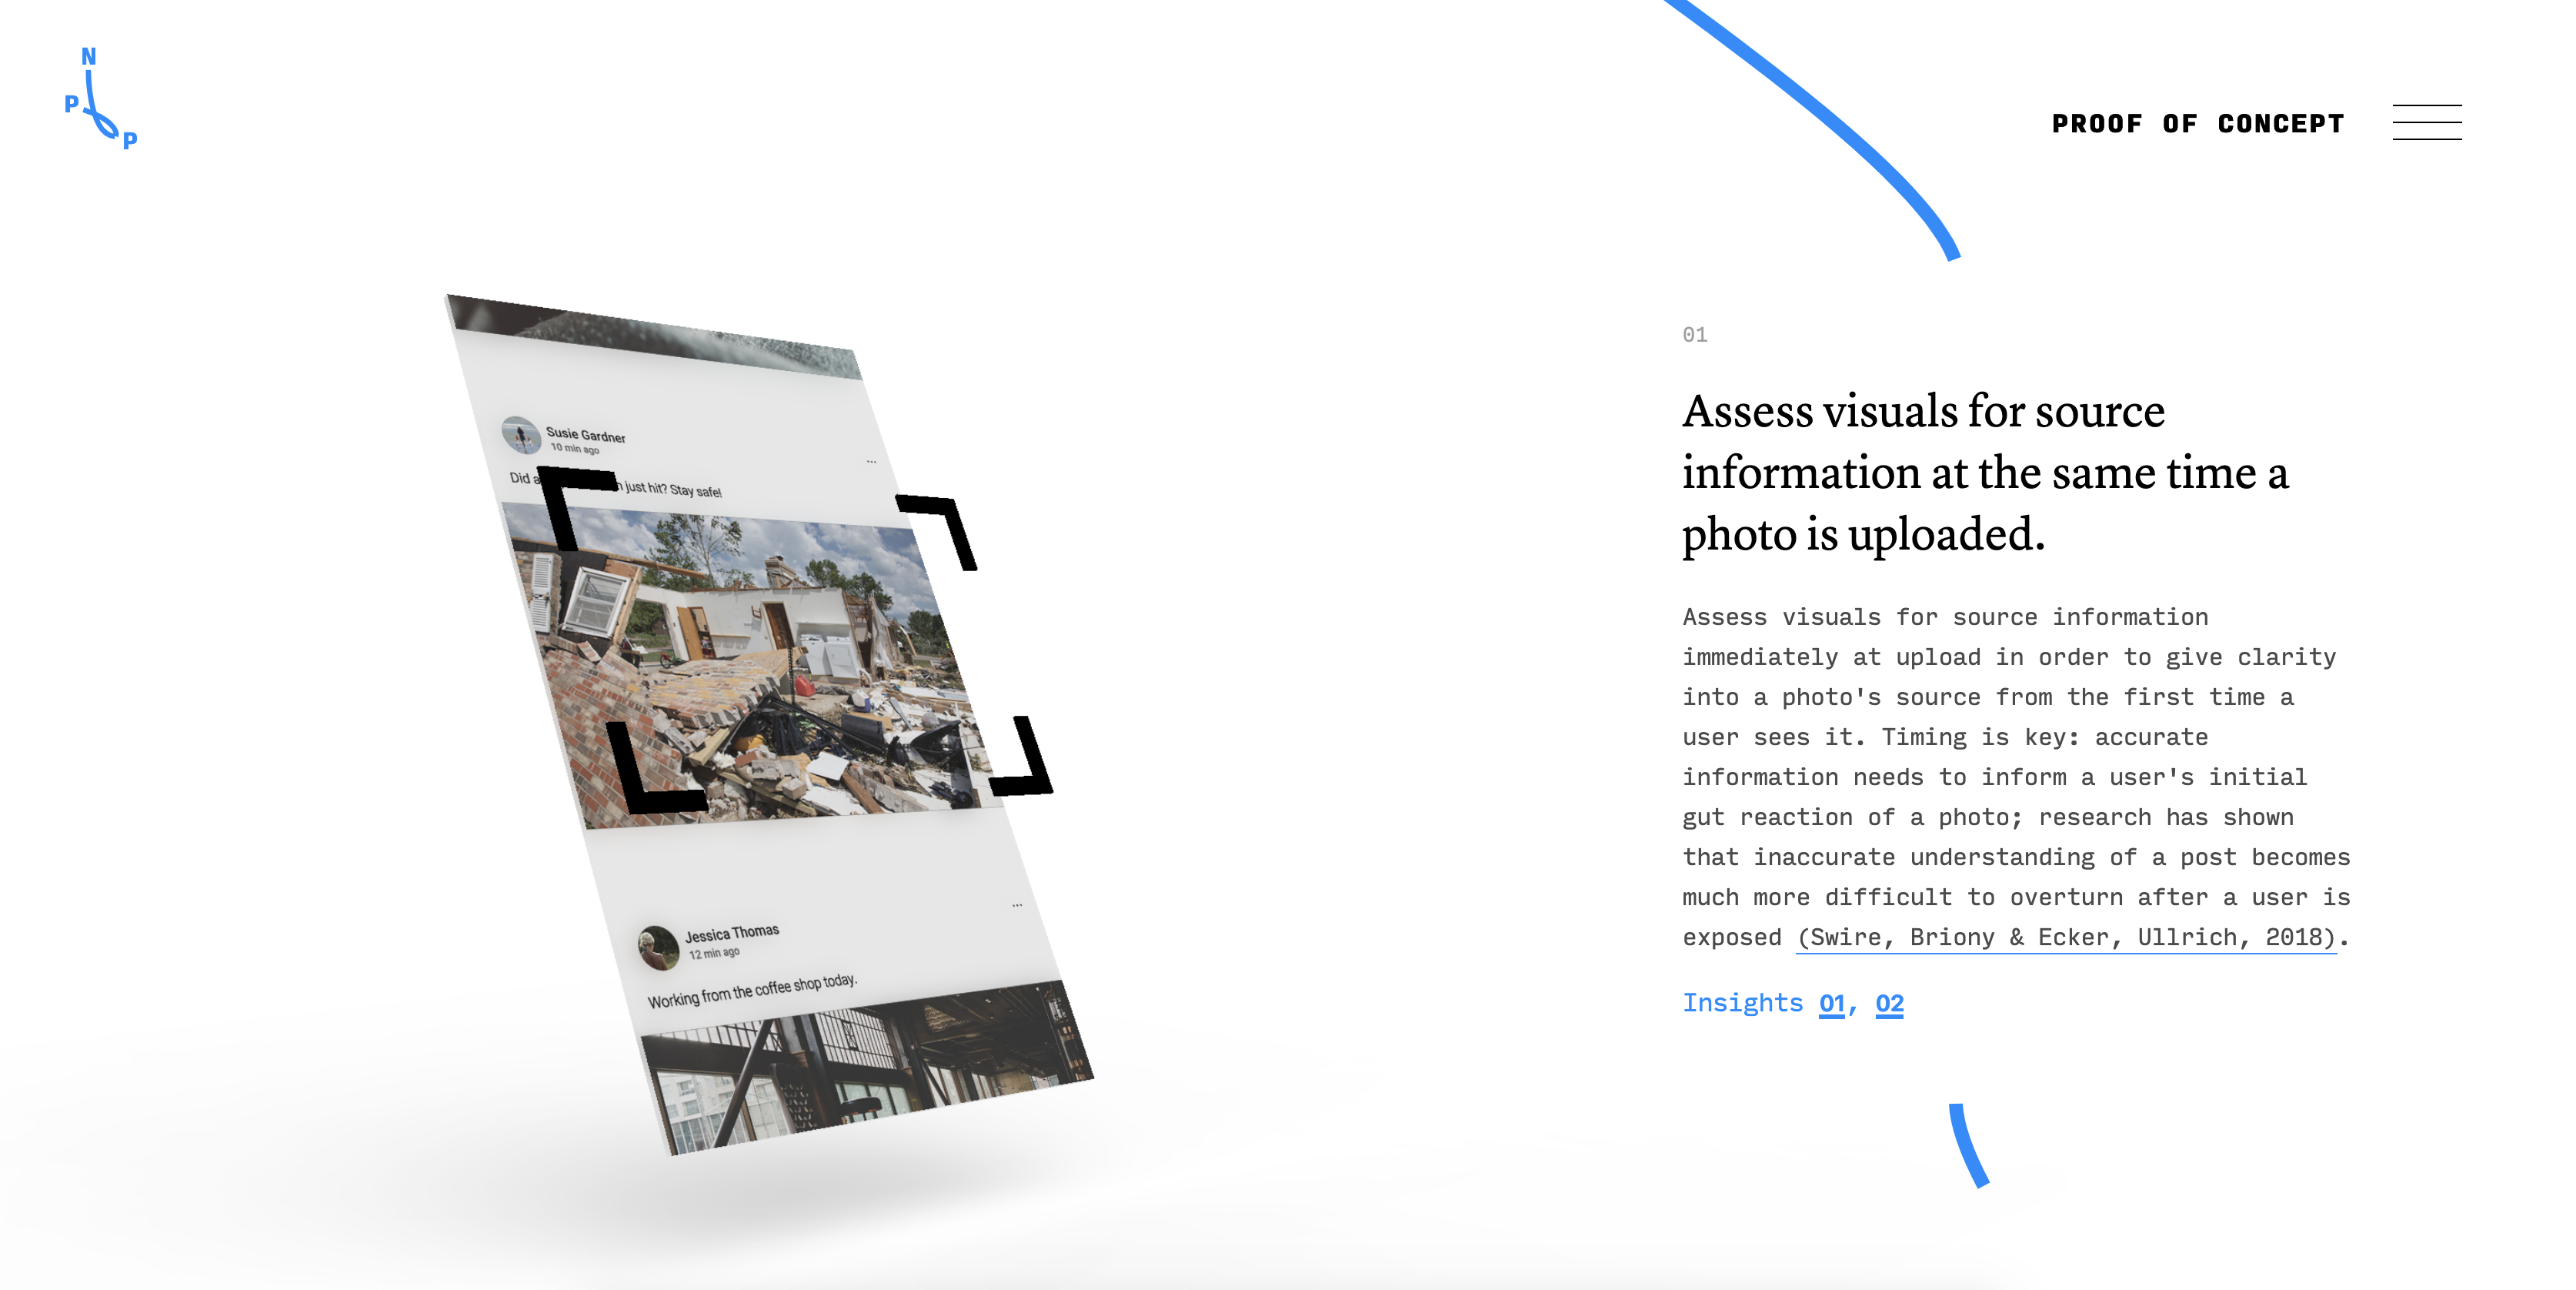 N
P
P
PROOF OF CONCEPT
Susie Gardner
10 min ago
...
Did a just hit? Stay safe!
Jessica Thomas
12 min ago
...
Working from the coffee shop today.
01
Assess visuals for source
information at the same time a
photo is uploaded.
Assess visuals for source information
immediately at upload in order to give clarity
into a photo's source from the first time a
user sees it. Timing is key: accurate
information needs to inform a user's initial
gut reaction of a photo; research has shown
that inaccurate understanding of a post becomes
much more difficult to overturn after a user is
exposed (Swire, Briony & Ecker, Ullrich, 2018).
Insights 01, 02